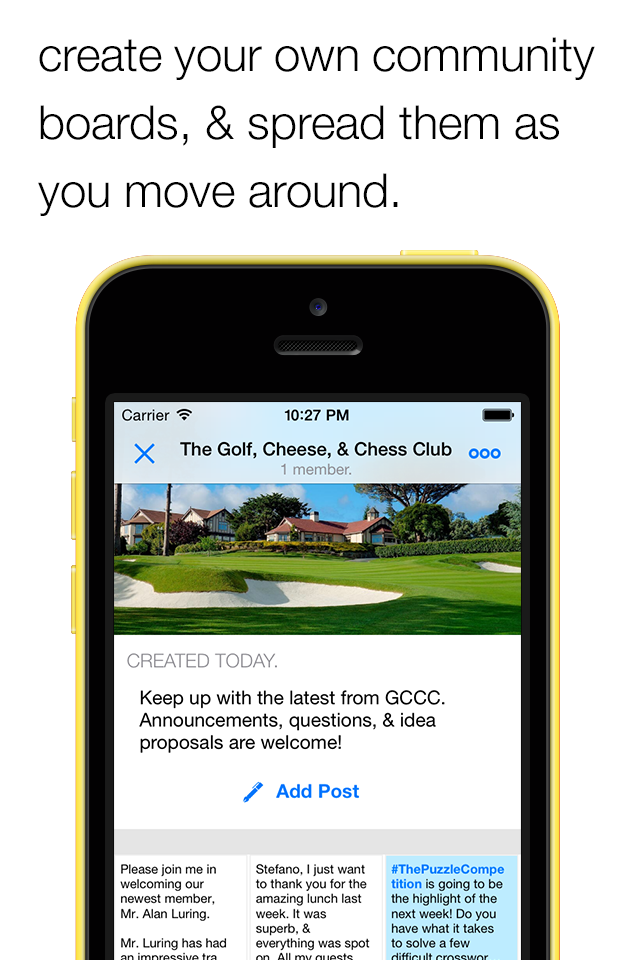 create your own community
boards, & spread them as
you move around.
Carrier 10:27 PM
The Golf, Cheese, & Chess Club
1 member.
CREATED TODAY.
Keep up with the latest from GCCC.
Announcements, questions, & idea
proposals are welcome!
Add Post
Please join me in
welcoming our
newest member,
Mr. Alan Luring.
Mr. Luring has had
an impressive tra
Stefano, I just want
to thank you for the
amazing lunch last
week. It was
superb, &
everything was spot
on. All my guests
#ThePuzzleCompe
tition is going to be
the highlight of the
next week! Do you
have what it takes
to solve a few
difficult crosswor...